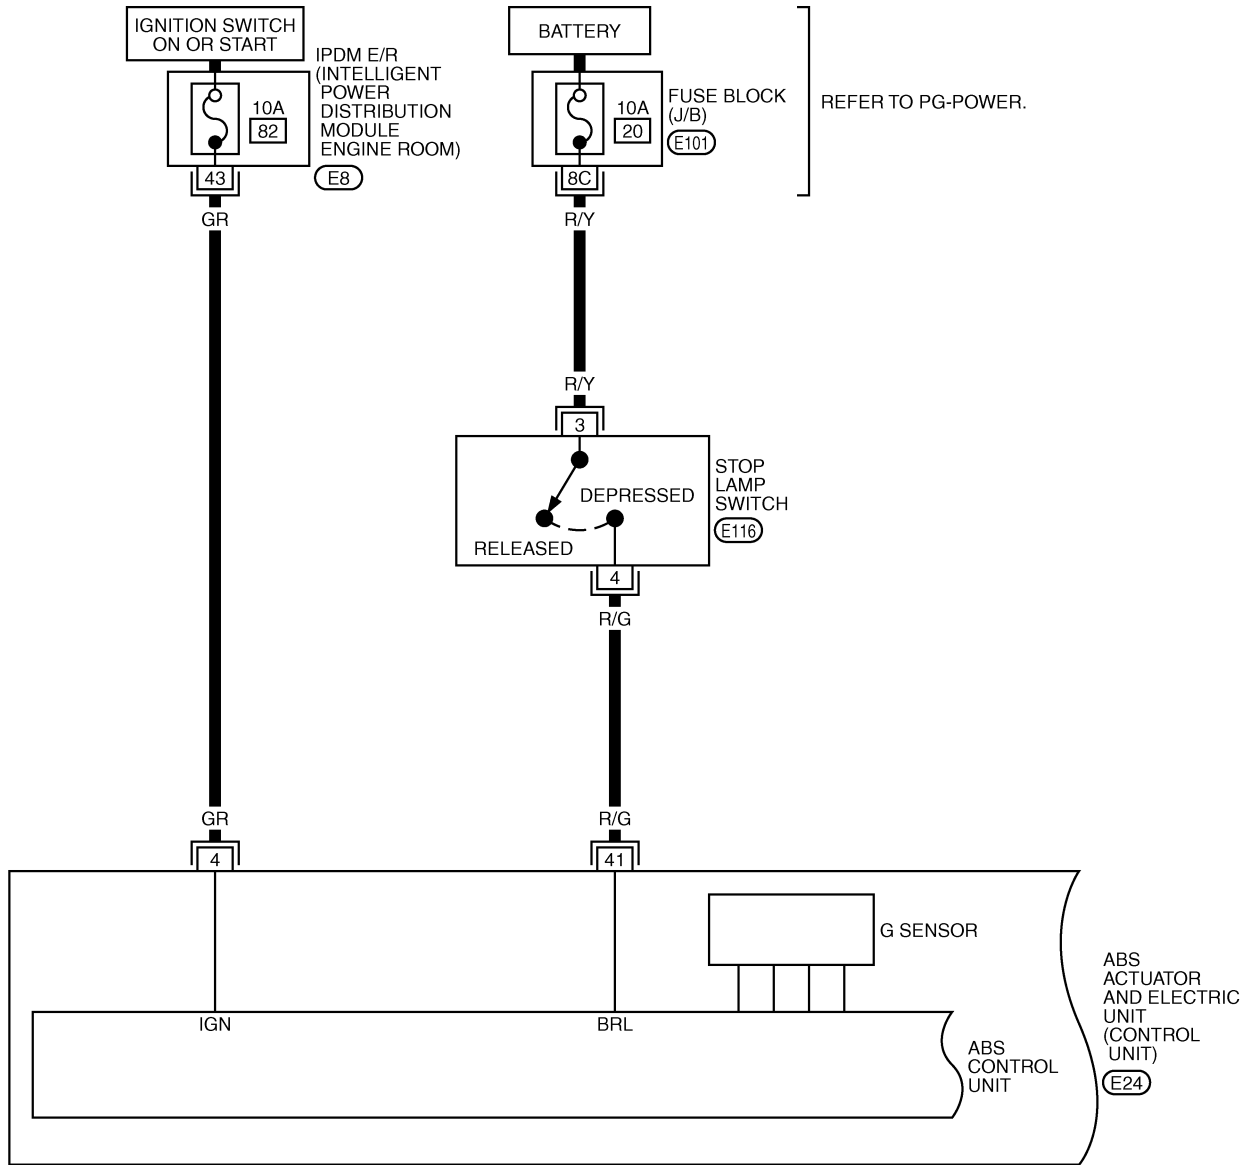 IGNITION SWITCH
ON OR START
BATTERY
IPDM E/R
(INTELLIGENT
POWER
DISTRIBUTION
MODULE
ENGINE ROOM)
E8
10A
82
43
10A
20
8C
FUSE BLOCK
(J/B)
E101
REFER TO PG-POWER.
GR
R/Y
R/Y
3
DEPRESSED
RELEASED
STOP
LAMP
SWITCH
E116
4
R/G
GR
R/G
4
41
G SENSOR
IGN
BRL
ABS
CONTROL
UNIT
ABS
ACTUATOR
AND ELECTRIC
UNIT
(CONTROL
UNIT)
E24